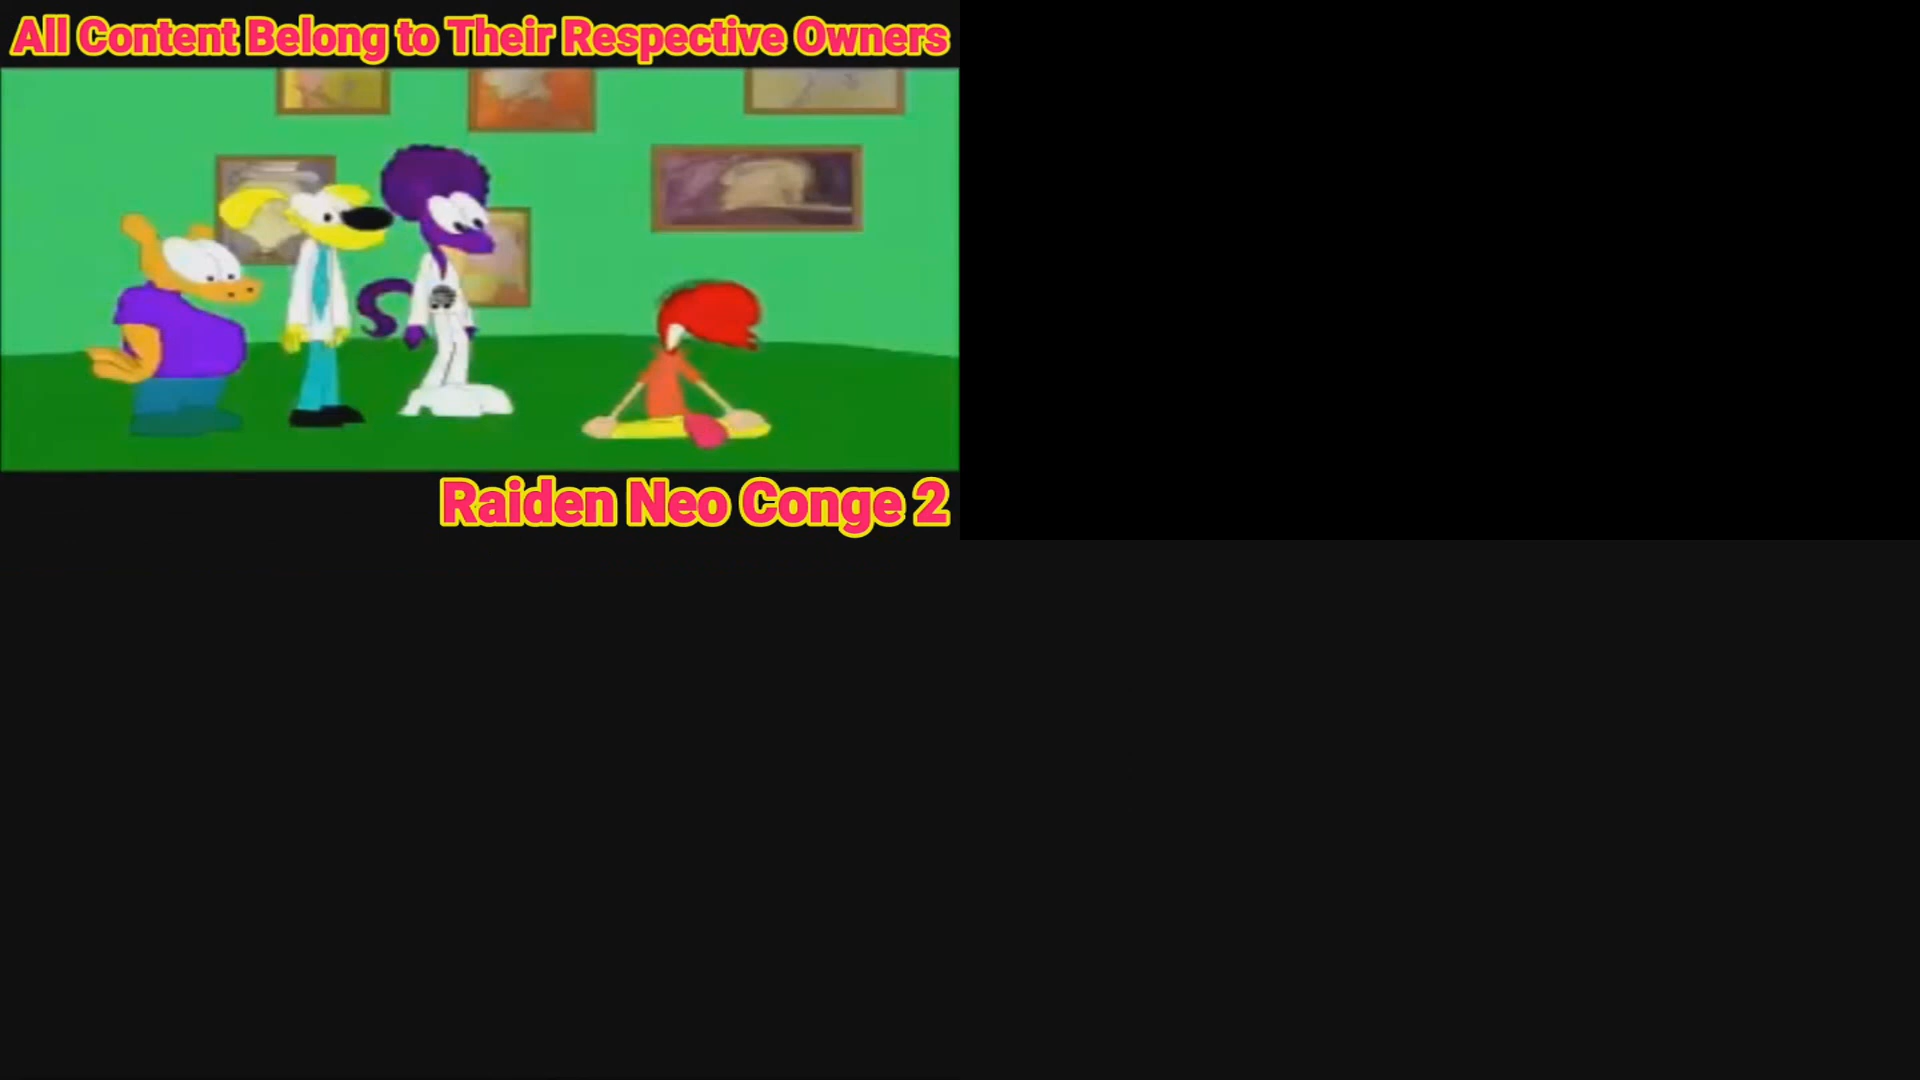 All Content Belong to Their Respective Owners
Raiden Neo Conge 2